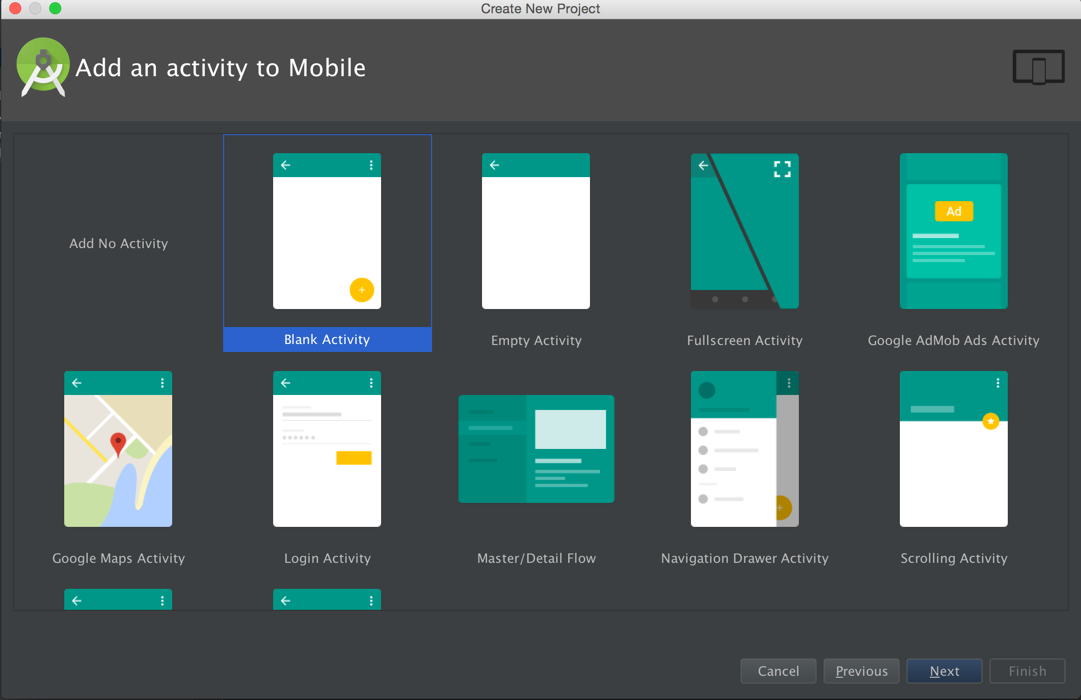 Create New Project
Add an activity to Mobile
Add No Activity
Blank Activity
Empty Activity
Fullscreen Activity
Ad
Google AdMob Ads Activity
Google Maps Activity
Login Activity
Master/Detail Flow
Navigation Drawer Activity
Scrolling Activity
Cancel
Previous
Next
Finish